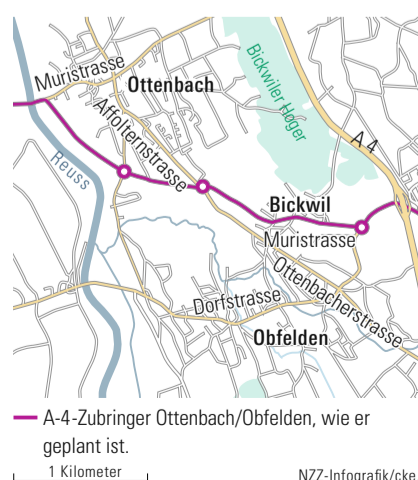 Muristrasse
Ottenbach
Bickwiler Hoger
Affolternstrasse
A 4
Reuss
Bickwil
Muristrasse
Ottenbacherstrasse
Dorfstrasse
Obfelden
A-4-Zubringer Ottenbach/Obfelden, wie er
geplant ist.
1 Kilometer
NZZ-Infografik/cke